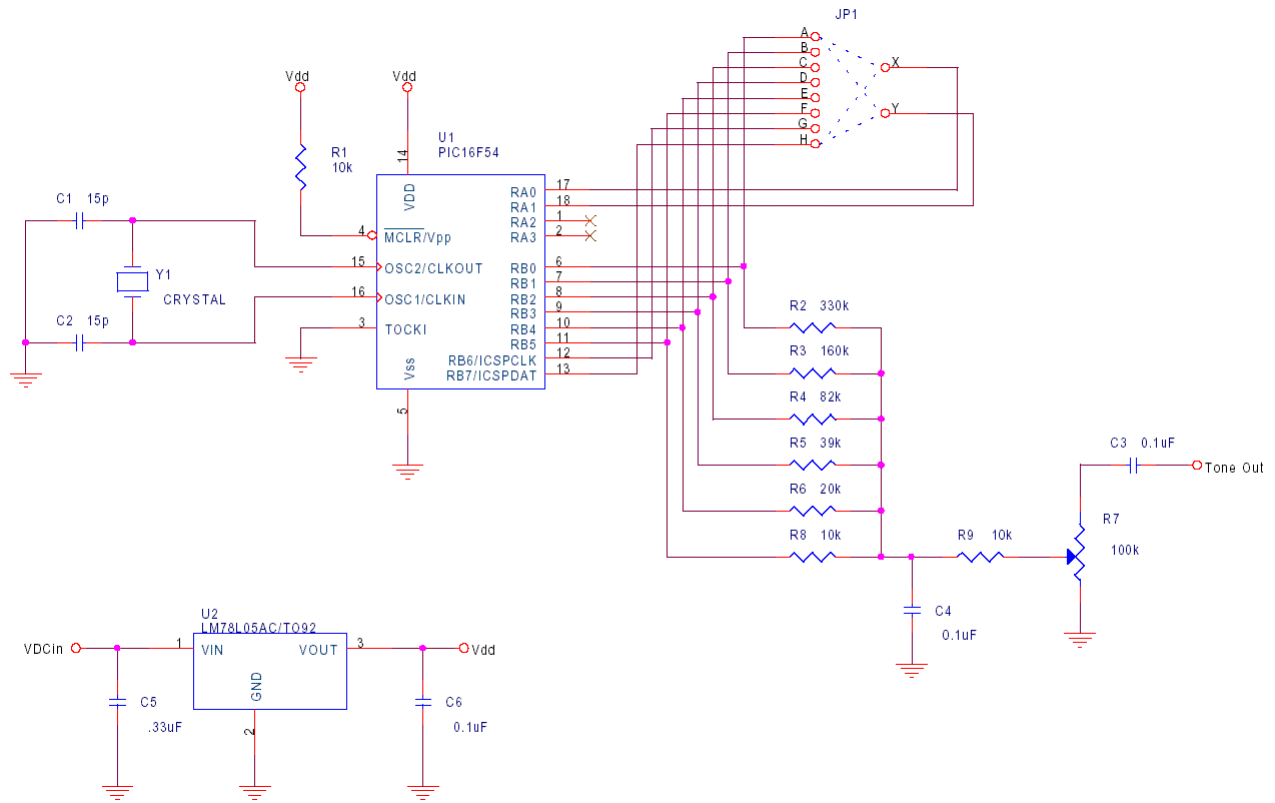 JP1
A
B
C
D
E
F
G
H
X
Y
Vdd
Vdd
R1
10k
U1
PIC16F54
14
VDD
C1 15p
C2 15p
Y1
CRYSTAL
4
MCLR/Vpp
15
OSC2/CLKOUT
16
OSC1/CLKIN
3
TOCKI
Vss
5
RA0 17
RA1 18
RA2 1
RA3 2
RB0 6
RB1 7
RB2 8
RB3 9
RB4 10
RB5 11
RB6/ICSPCLK 12
RB7/ICSPDAT 13
R2 330k
R3 160k
R4 82k
R5 39k
R6 20k
R8 10k
R9 10k
C3 0.1uF
Tone Out
R7
100k
C4
0.1uF
U2
LM78L05AC/TO92
VDCin
1
VIN
VOUT
3
Vdd
GND
2
C5
.33uF
C6
0.1uF